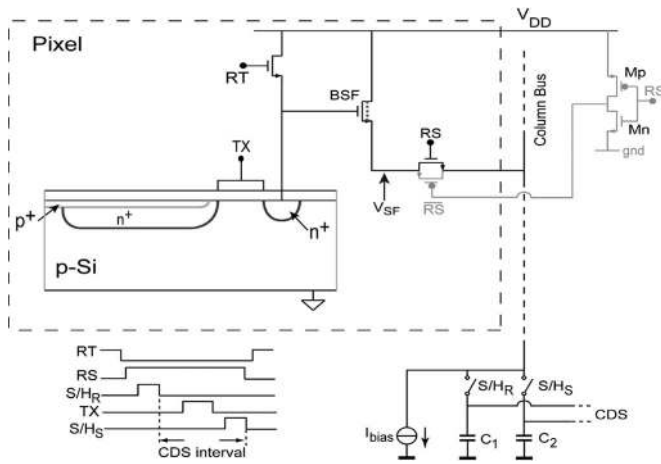 V_DD
Pixel
RT
BSF
TX
RS
Column Bus
Mp
RS
Mn
gnd
V_SF
R̅S̅
p+
n+
n+
p-Si
RT
RS
S/H_R
TX
S/H_S
CDS interval
S/H_R
S/H_S
CDS
I_bias
C_1
C_2